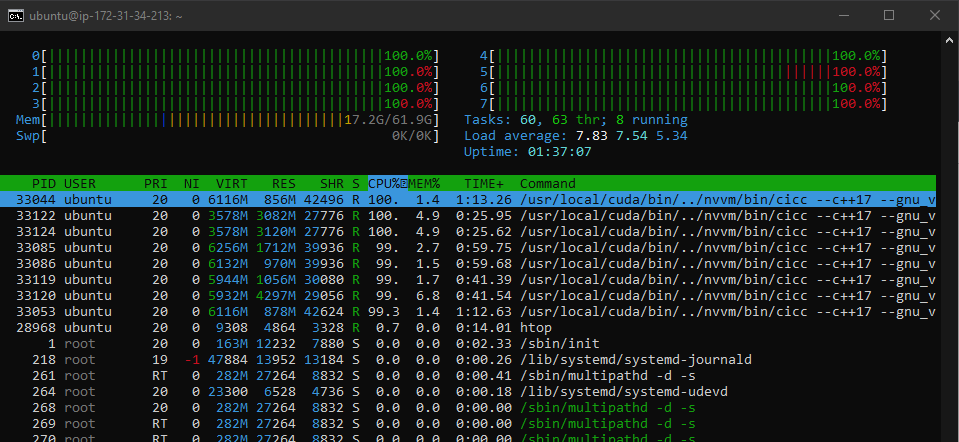 ubuntu@ip-172-31-34-213: ~
0[||||||||||||||||||||||||||||||||||||||||||100.0%] 4[||||||||||||||||||||||||||||||||||||||||||100.0%]
1[||||||||||||||||||||||||||||||||||||||||||100.0%] 5[||||||||||||||||||||||||||||||||||||||||||100.0%]
2[||||||||||||||||||||||||||||||||||||||||||100.0%] 6[||||||||||||||||||||||||||||||||||||||||||100.0%]
3[||||||||||||||||||||||||||||||||||||||||||100.0%] 7[||||||||||||||||||||||||||||||||||||||||||100.0%]
Mem[|||||||||||||||||||||||||||||||||||||17.2G/61.9G] Tasks: 60, 63 thr; 8 running
Swp[ 0K/0K] Load average: 7.83 7.54 5.34
Uptime: 01:37:07
PID USER PRI NI VIRT RES SHR S CPU% MEM% TIME+ Command
33044 ubuntu 20 0 6116M 856M 42496 R 100. 1.4 1:13.26 /usr/local/cuda/bin/../nvvm/bin/cicc --c++17 --gnu_v
33122 ubuntu 20 0 3578M 3082M 27776 R 100. 4.9 0:25.95 /usr/local/cuda/bin/../nvvm/bin/cicc --c++17 --gnu_v
33124 ubuntu 20 0 3578M 3120M 27776 R 100. 4.9 0:25.62 /usr/local/cuda/bin/../nvvm/bin/cicc --c++17 --gnu_v
33085 ubuntu 20 0 6256M 1712M 39936 R 99. 2.7 0:59.75 /usr/local/cuda/bin/../nvvm/bin/cicc --c++17 --gnu_v
33086 ubuntu 20 0 6132M 970M 39936 R 99. 1.5 0:59.68 /usr/local/cuda/bin/../nvvm/bin/cicc --c++17 --gnu_v
33119 ubuntu 20 0 5944M 1056M 30080 R 99. 1.7 0:41.39 /usr/local/cuda/bin/../nvvm/bin/cicc --c++17 --gnu_v
33120 ubuntu 20 0 5932M 4297M 29056 R 99. 6.8 0:41.54 /usr/local/cuda/bin/../nvvm/bin/cicc --c++17 --gnu_v
33053 ubuntu 20 0 6116M 878M 42624 R 99.3 1.4 1:12.63 /usr/local/cuda/bin/../nvvm/bin/cicc --c++17 --gnu_v
28968 ubuntu 20 0 9308 4864 3328 R 0.7 0.0 0:14.01 htop
1 root 20 0 163M 12232 7880 S 0.0 0.0 0:02.33 /sbin/init
218 root 19 -1 47884 13952 13184 S 0.0 0.0 0:00.26 /lib/systemd/systemd-journald
261 root RT 0 282M 27264 8832 S 0.0 0.0 0:00.41 /sbin/multipathd -d -s
264 root 20 0 23300 6528 4736 S 0.0 0.0 0:00.18 /lib/systemd/systemd-udevd
268 root 20 0 282M 27264 8832 S 0.0 0.0 0:00.00 /sbin/multipathd -d -s
269 root RT 0 282M 27264 8832 S 0.0 0.0 0:00.00 /sbin/multipathd -d -s
270 root RT 0 282M 27264 8832 S 0.0 0.0 0:00.00 /sbin/multipathd -d -s